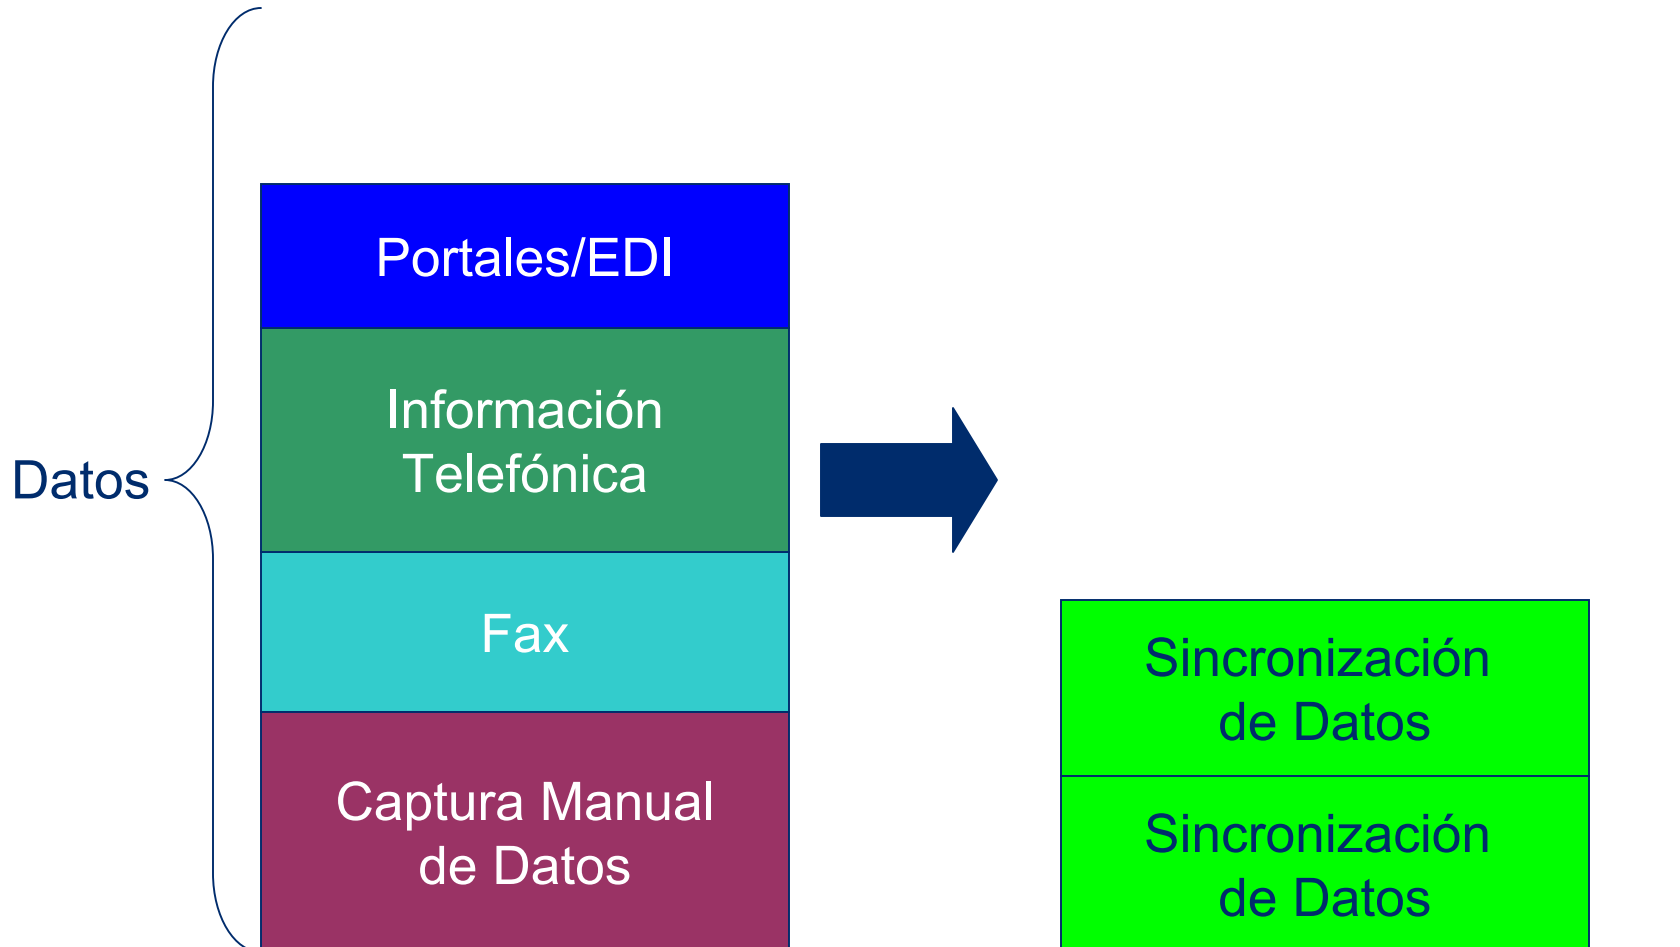 Datos
Portales/EDI
Información
Telefónica
Fax
Captura Manual
de Datos
Sincronización
de Datos
Sincronización
de Datos